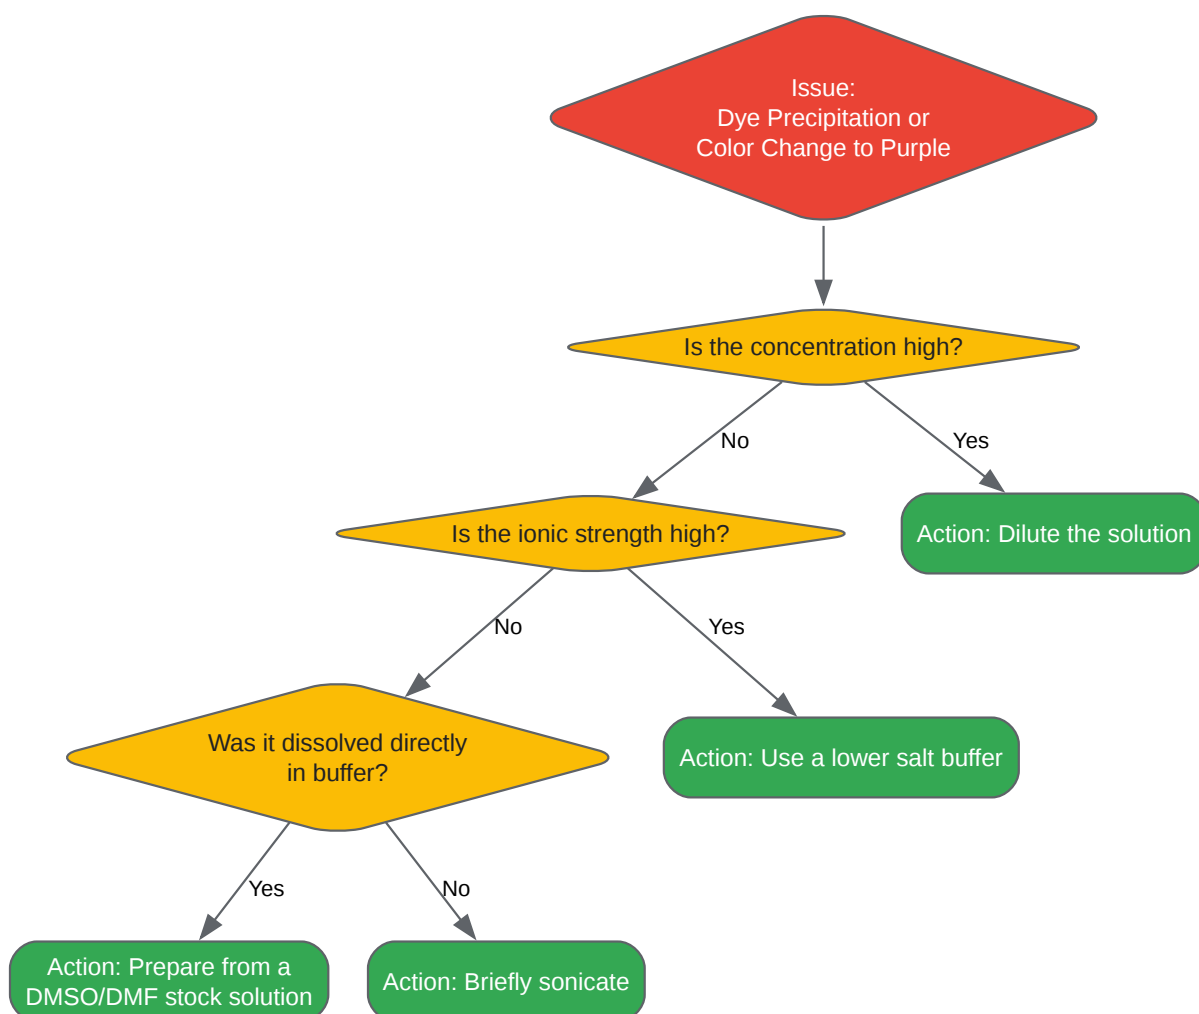 Issue:
Dye Precipitation or
Color Change to Purple
Is the concentration high?
No
Yes
Is the ionic strength high?
Action: Dilute the solution
No
Yes
Was it dissolved directly
in buffer?
Action: Use a lower salt buffer
Yes
No
Action: Prepare from a
DMSO/DMF stock solution
Action: Briefly sonicate